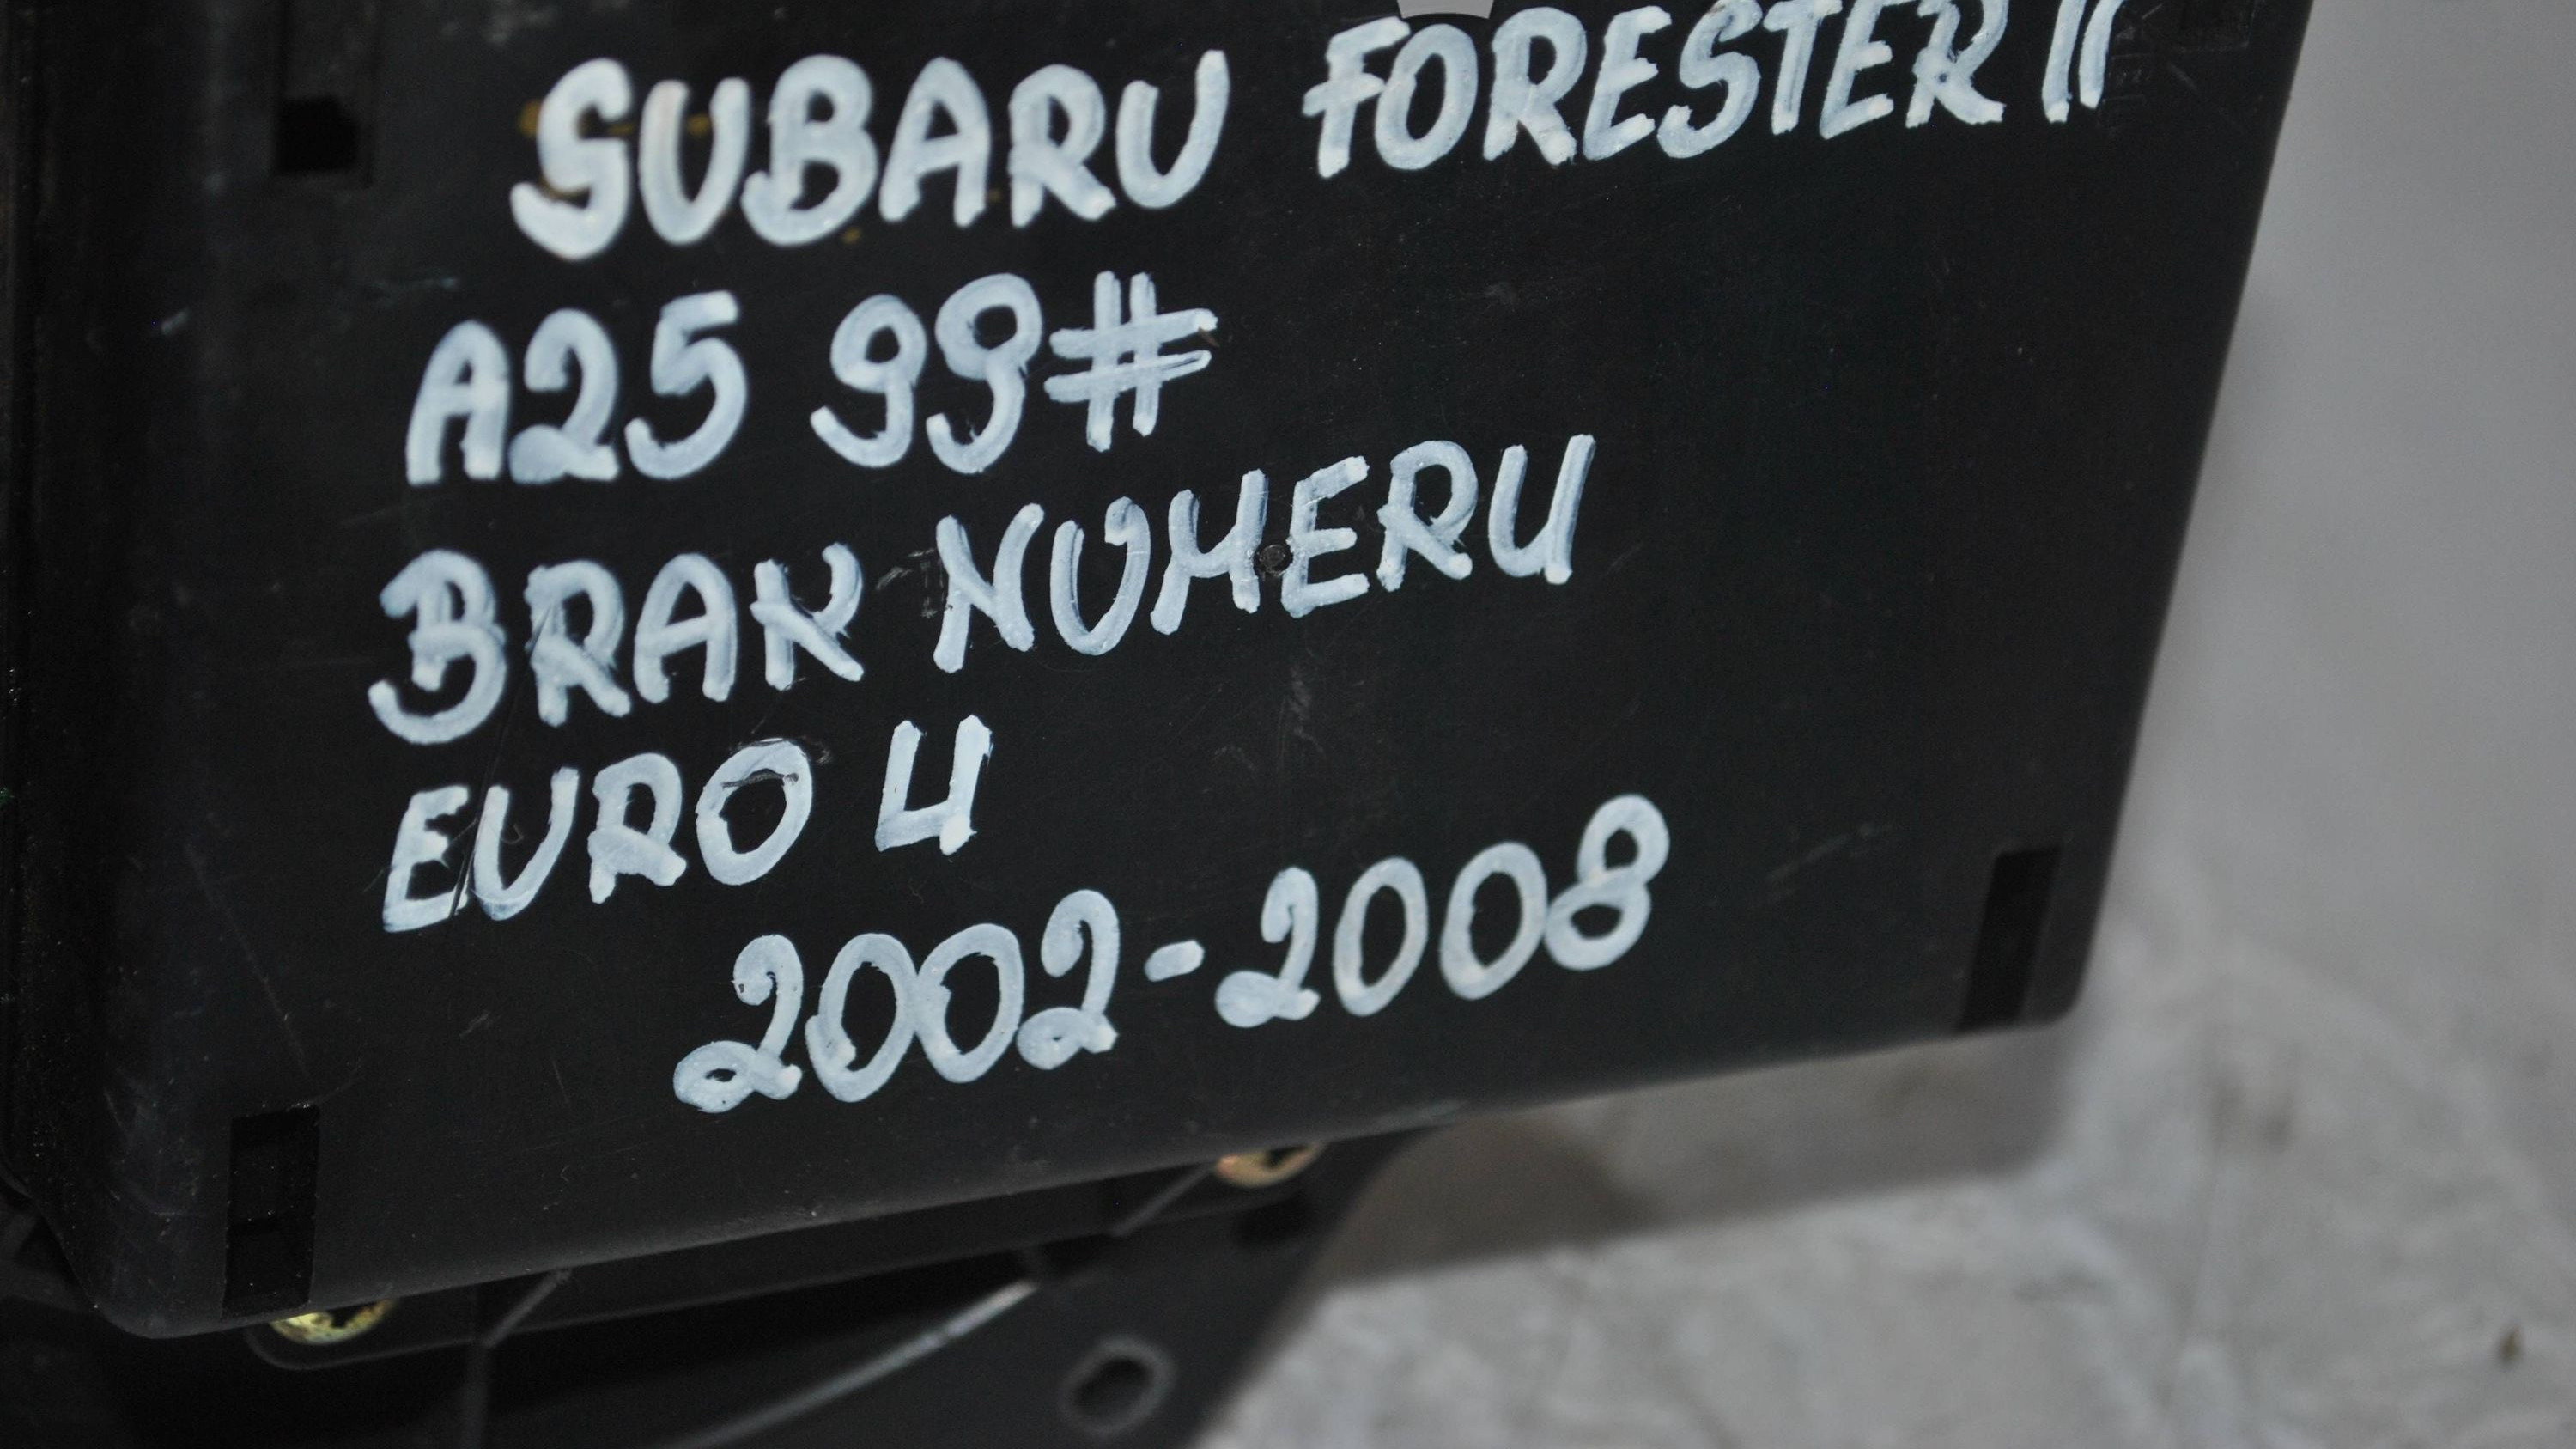 SUBARU FORESTER II
A25 99#
BRAK NUMERU
EURO 4
2002-2008